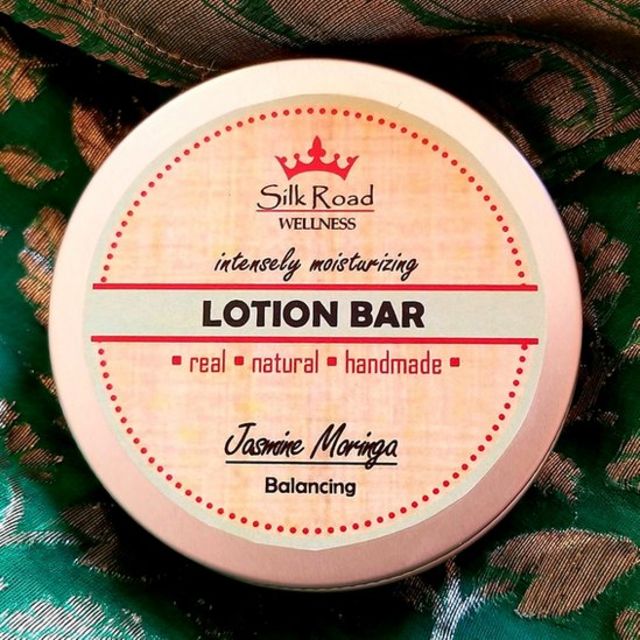 Silk Road
WELLNESS
intensely moisturizing
LOTION BAR
▪ real ▪ natural ▪ handmade ▪
Jasmine Moringa
Balancing